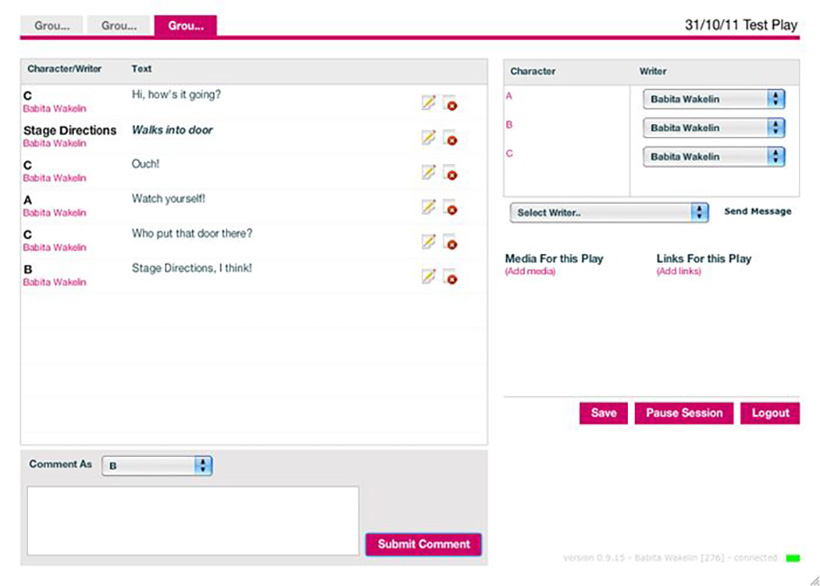 Grou... Grou... Grou... 31/10/11 Test Play
Character/Writer Text
C Hi, how's it going?
Babita Wakelin
Stage Directions Walks into door
Babita Wakelin
C Ouch!
Babita Wakelin
A Watch yourself!
Babita Wakelin
C Who put that door there?
Babita Wakelin
B Stage Directions, I think!
Babita Wakelin
Comment As B
Submit Comment
Character Writer
A Babita Wakelin
B Babita Wakelin
C Babita Wakelin
Select Writer.. Send Message
Media For this Play Links For this Play
(Add media) (Add links)
Save Pause Session Logout
version 0.9.15 - Babita Wakelin [276] - connected